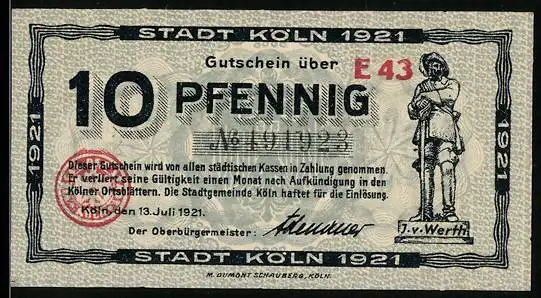 STADT KÖLN 1921
Gutschein über
E 43
10 PFENNIG
№ 191923
1921
1921
Dieser Gutschein wird von allen städtischen Kassen in Zahlung genommen.
Er verliert seine Gültigkeit einen Monat nach Aufkündigung in den
Kölner Ortsblättern. Die Stadtgemeinde Köln haftet für die Einlösung.
Köln, den 13. Juli 1921.
Der Oberbürgermeister: Adenauer
J. v. Werth
STADT KÖLN 1921
M. DUMONT SCHAUBERG, KÖLN.